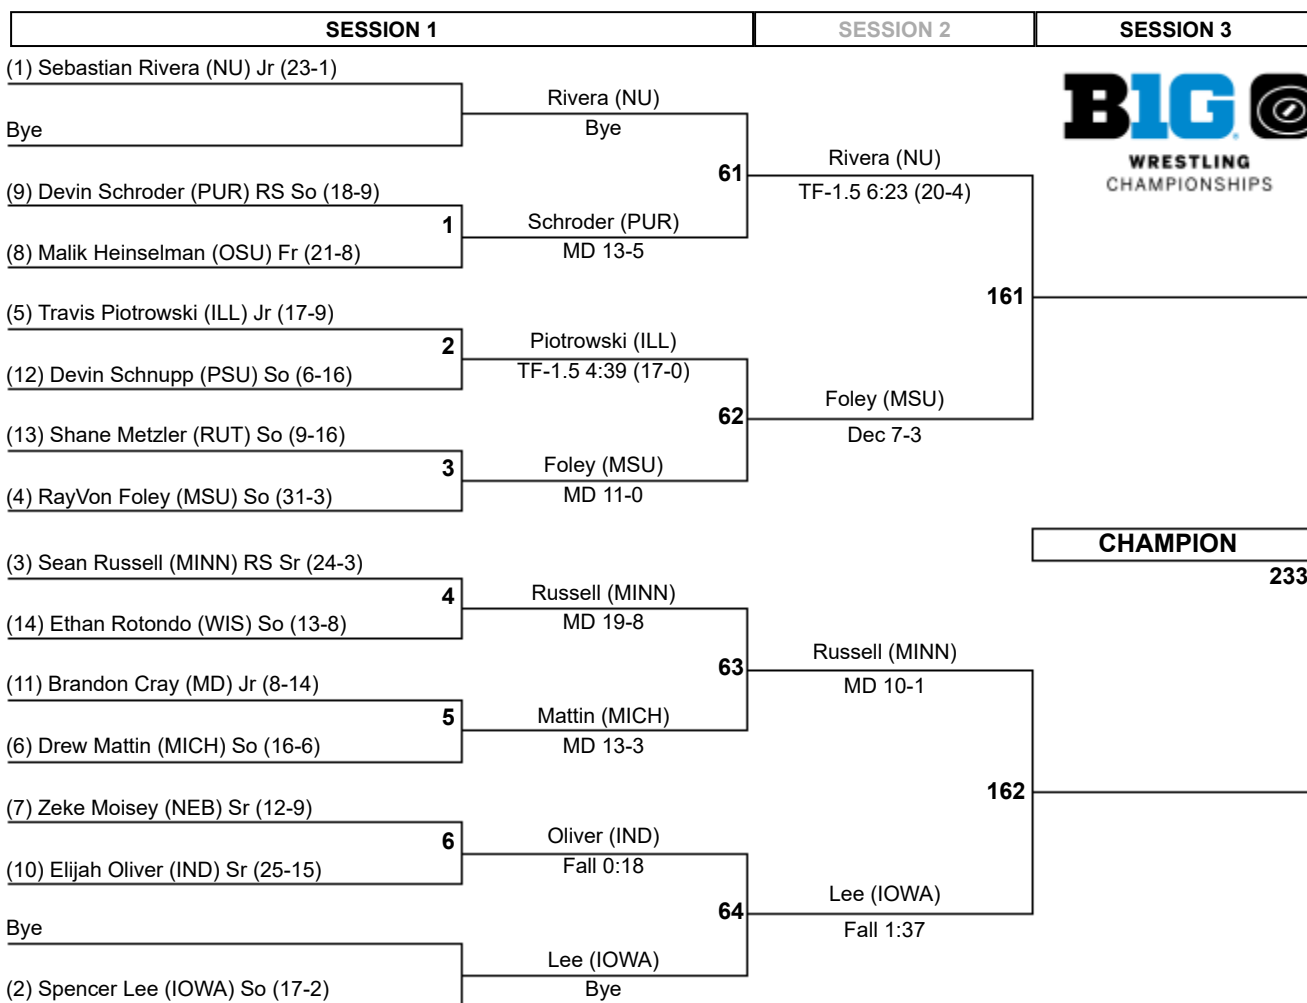 SESSION 1
SESSION 2
SESSION 3
(1) Sebastian Rivera (NU) Jr (23-1)
Bye
(9) Devin Schroder (PUR) RS So (18-9)
1
(8) Malik Heinselman (OSU) Fr (21-8)
(5) Travis Piotrowski (ILL) Jr (17-9)
2
(12) Devin Schnupp (PSU) So (6-16)
(13) Shane Metzler (RUT) So (9-16)
3
(4) RayVon Foley (MSU) So (31-3)
(3) Sean Russell (MINN) RS Sr (24-3)
4
(14) Ethan Rotondo (WIS) So (13-8)
(11) Brandon Cray (MD) Jr (8-14)
5
(6) Drew Mattin (MICH) So (16-6)
(7) Zeke Moisey (NEB) Sr (12-9)
6
(10) Elijah Oliver (IND) Sr (25-15)
Bye
(2) Spencer Lee (IOWA) So (17-2)
Rivera (NU)
Bye
61
Schroder (PUR)
MD 13-5
Piotrowski (ILL)
TF-1.5 4:39 (17-0)
62
Foley (MSU)
MD 11-0
Russell (MINN)
MD 19-8
63
Mattin (MICH)
MD 13-3
Oliver (IND)
Fall 0:18
64
Lee (IOWA)
Bye
Rivera (NU)
TF-1.5 6:23 (20-4)
161
Foley (MSU)
Dec 7-3
Russell (MINN)
MD 10-1
162
Lee (IOWA)
Fall 1:37
B1G
WRESTLING
CHAMPIONSHIPS
CHAMPION
233